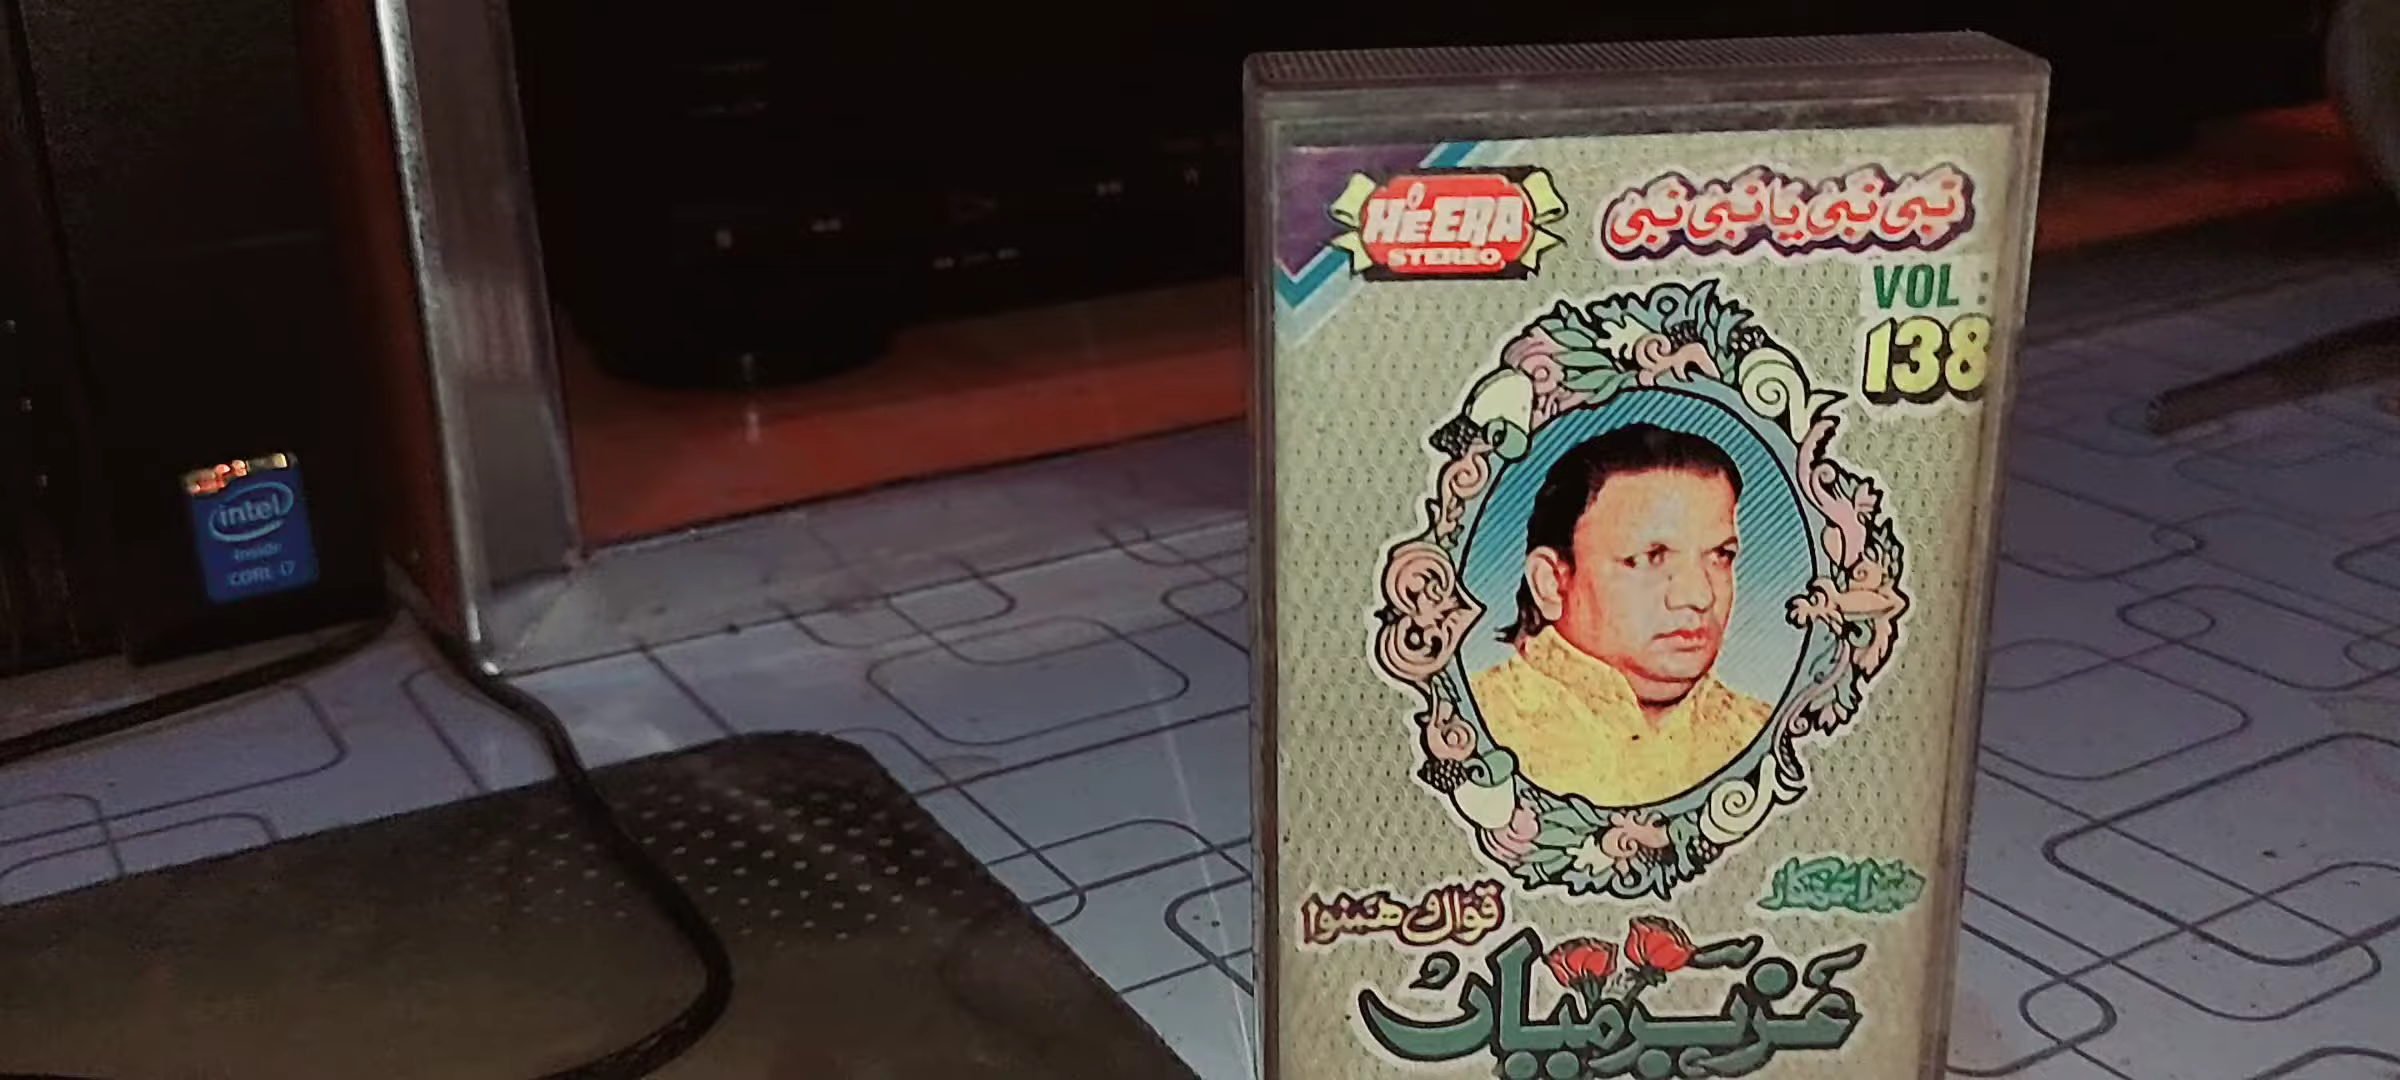 HEERA
STEREO
نبی نبی یا نبی نبی
VOL :
138
قوال و ہمنوا
عزیز میاں
intel
inside
CORE i7